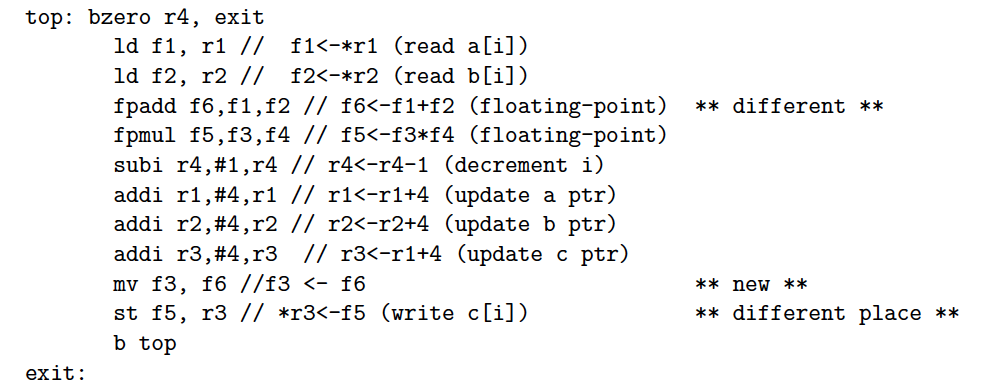 top: bzero r4, exit
ld f1, r1 //  f1<-*r1 (read a[i])
ld f2, r2 //  f2<-*r2 (read b[i])
fpadd f6,f1,f2 // f6<-f1+f2 (floating-point)  ** different **
fpmul f5,f3,f4 // f5<-f3*f4 (floating-point)
subi r4,#1,r4 // r4<-r4-1 (decrement i)
addi r1,#4,r1 // r1<-r1+4 (update a ptr)
addi r2,#4,r2 // r2<-r2+4 (update b ptr)
addi r3,#4,r3  // r3<-r1+4 (update c ptr)
mv f3, f6 //f3 <- f6                          ** new **
st f5, r3 // *r3<-f5 (write c[i])             ** different place **
b top
exit: